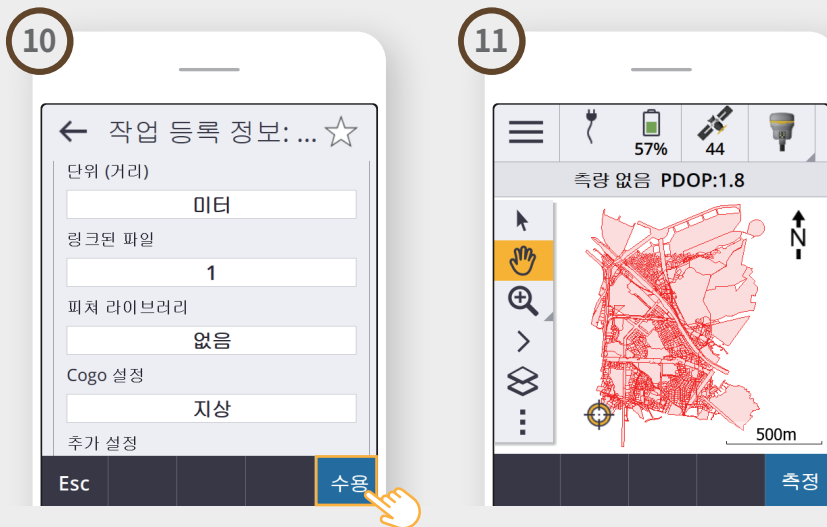 10
← 작업 등록 정보: ...
단위 (거리)
미터
링크된 파일
1
피쳐 라이브러리
없음
Cogo 설정
지상
추가 설정
Esc
수용
11
57%
44
측량 없음 PDOP:1.8
N
500m
측정